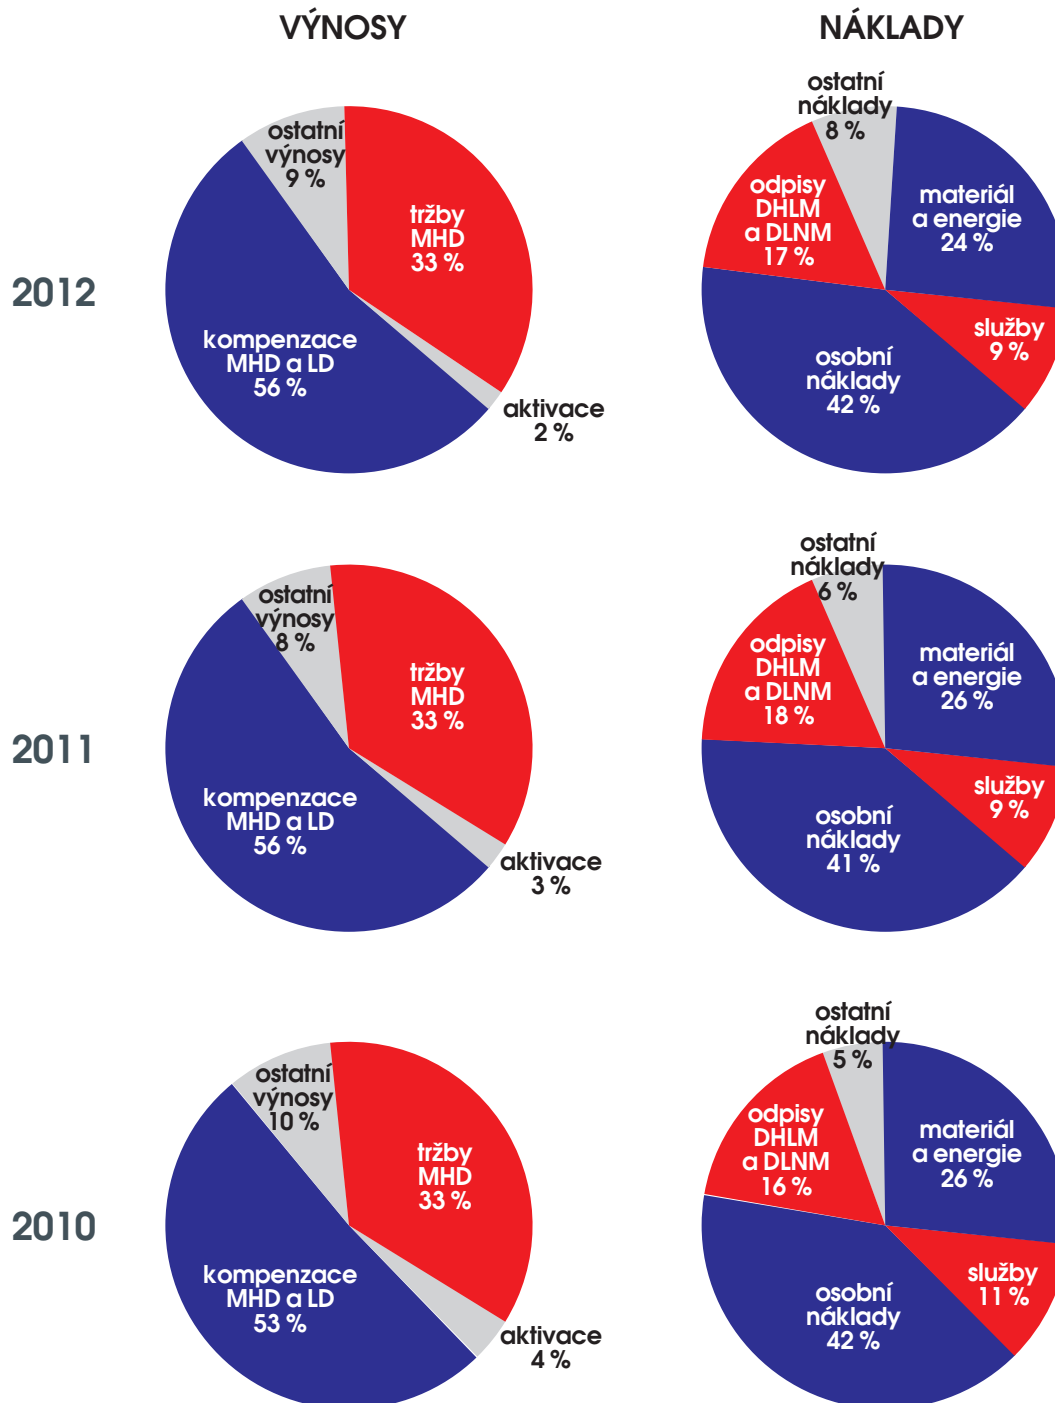 VÝNOSY
NÁKLADY
2012
ostatní
výnosy
9 %
tržby
MHD
33 %
kompenzace
MHD a LD
56 %
aktivace
2 %
ostatní
náklady
8 %
odpisy
DHLM
a DLNM
17 %
materiál
a energie
24 %
služby
9 %
osobní
náklady
42 %
2011
ostatní
výnosy
8 %
tržby
MHD
33 %
kompenzace
MHD a LD
56 %
aktivace
3 %
ostatní
náklady
6 %
odpisy
DHLM
a DLNM
18 %
materiál
a energie
26 %
služby
9 %
osobní
náklady
41 %
2010
ostatní
výnosy
10 %
tržby
MHD
33 %
kompenzace
MHD a LD
53 %
aktivace
4 %
ostatní
náklady
5 %
odpisy
DHLM
a DLNM
16 %
materiál
a energie
26 %
služby
11 %
osobní
náklady
42 %